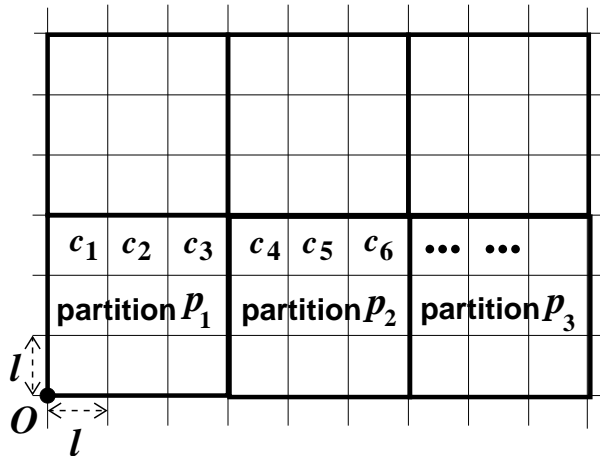 c1 c2 c3 c4 c5 c6 ••• •••
partition p1 partition p2 partition p3
l
O
l